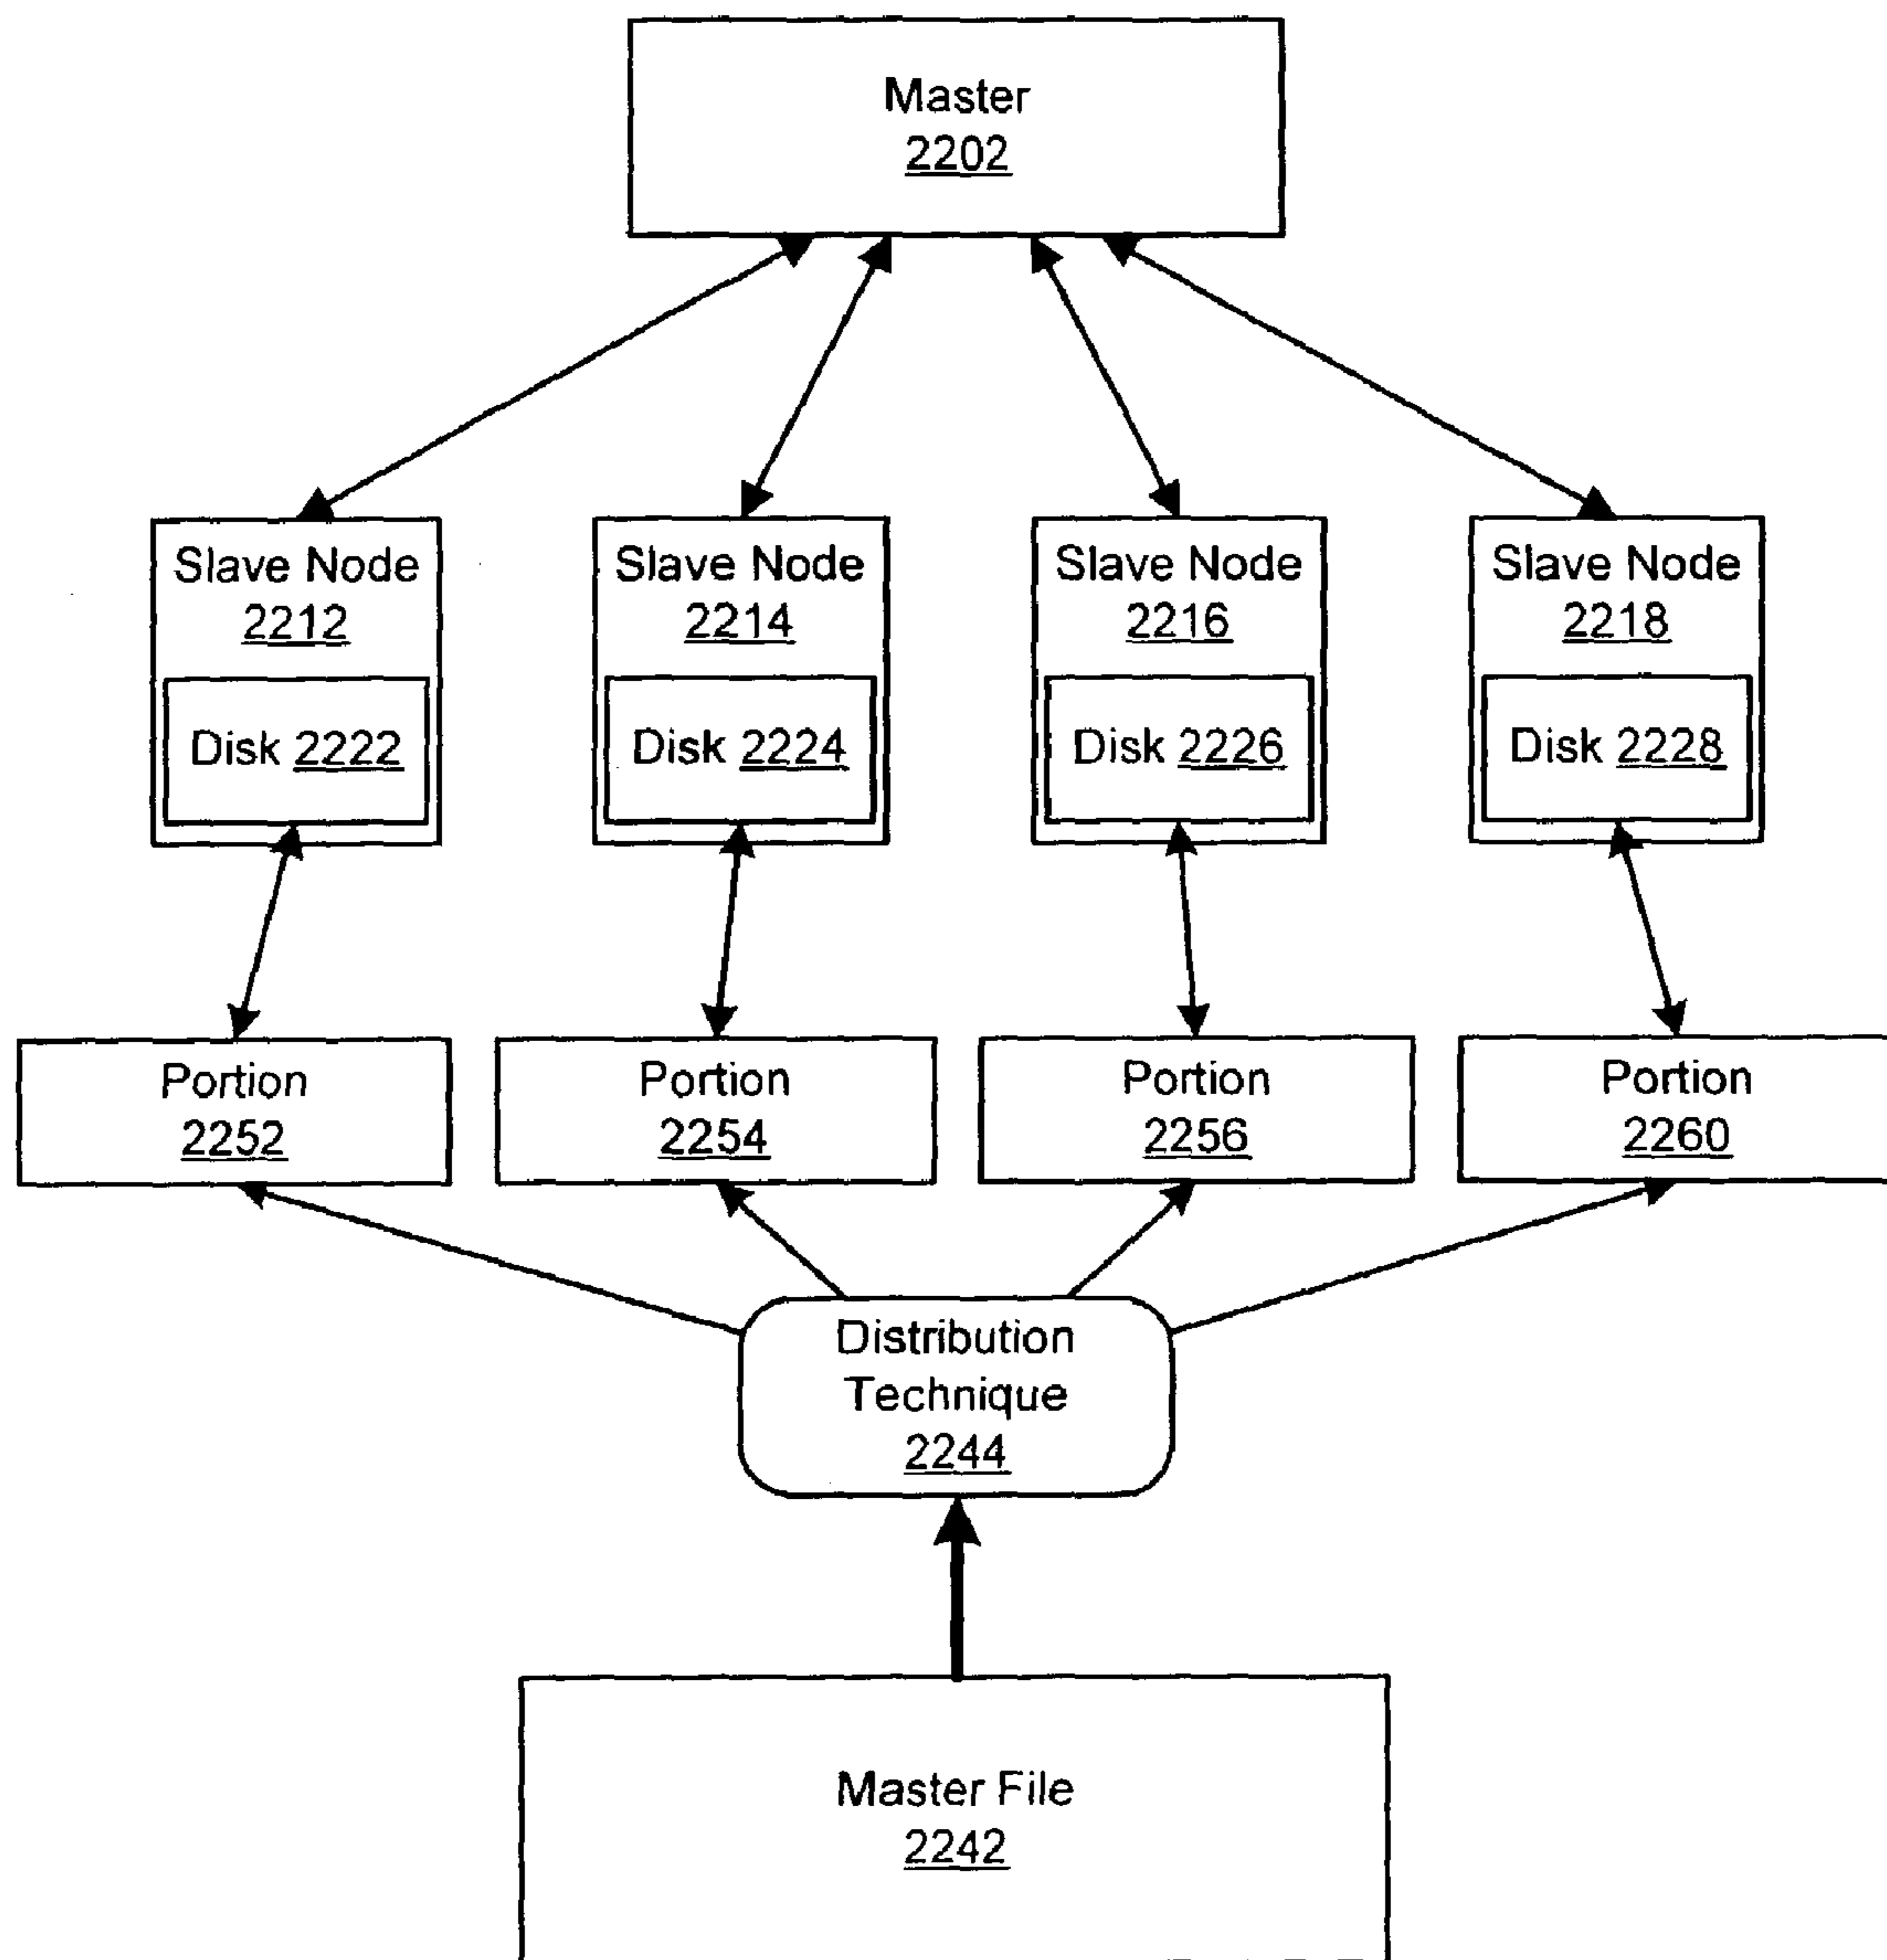 Master
2202
Slave Node
2212
Slave Node
2214
Slave Node
2216
Slave Node
2218
Disk 2222
Disk 2224
Disk 2226
Disk 2228
Portion
2252
Portion
2254
Portion
2256
Portion
2260
Distribution
Technique
2244
Master File
2242